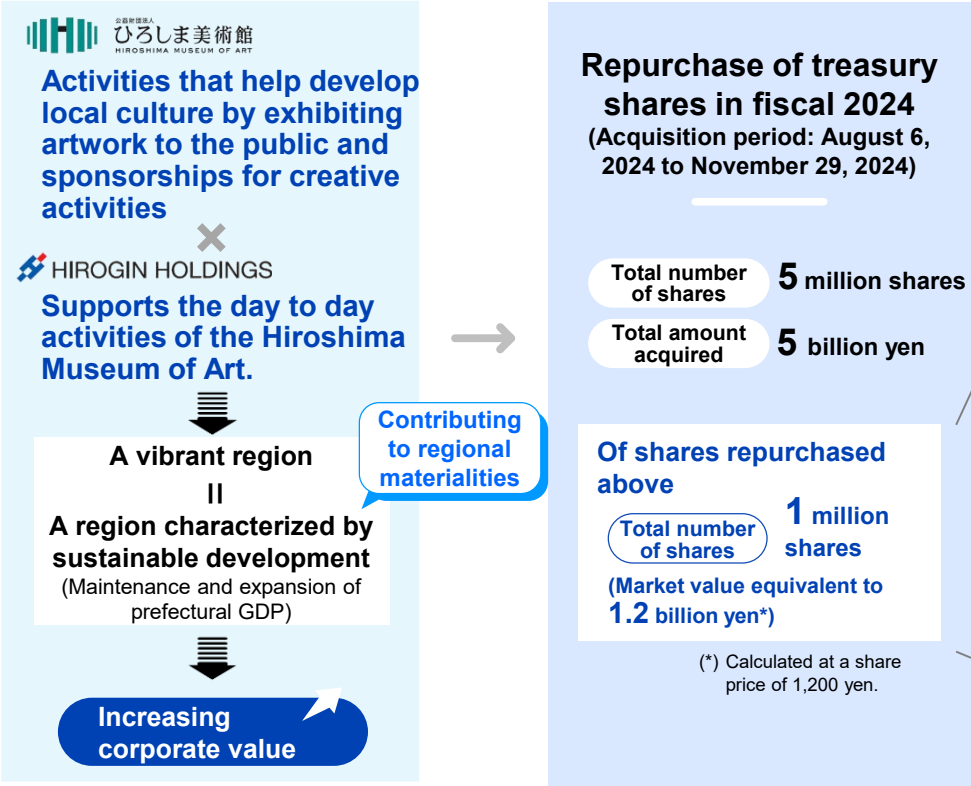 公益財団法人
ひろしま美術館
HIROSHIMA MUSEUM OF ART
Activities that help develop
local culture by exhibiting
artwork to the public and
sponsorships for creative
activities
HIROGIN HOLDINGS
Supports the day to day
activities of the Hiroshima
Museum of Art.
Contributing
to regional
materialities
A vibrant region
=
A region characterized by
sustainable development
(Maintenance and expansion of
prefectural GDP)
Increasing
corporate value
Repurchase of treasury
shares in fiscal 2024
(Acquisition period: August 6,
2024 to November 29, 2024)
Total number
of shares
5 million shares
Total amount
acquired
5 billion yen
Of shares repurchased
above
Total number
of shares
1 million
shares
(Market value equivalent to
1.2 billion yen*)
(*) Calculated at a share
price of 1,200 yen.